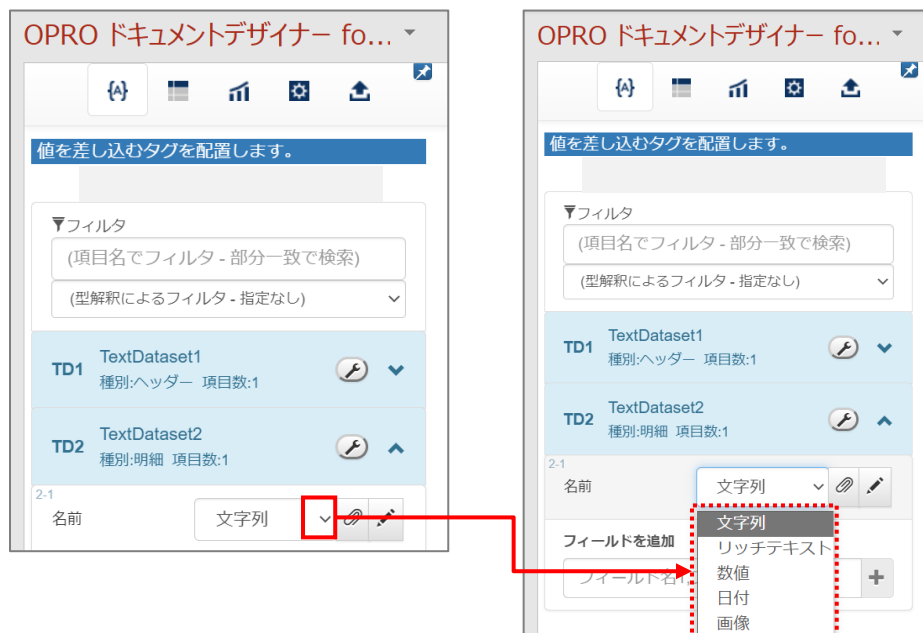 OPRO ドキュメントデザイナー fo...
{A}
値を差し込むタグを配置します。
フィルタ
(項目名でフィルタ - 部分一致で検索)
(型解釈によるフィルタ - 指定なし)
TD1
TextDataset1
種別:ヘッダー 項目数:1
TD2
TextDataset2
種別:明細 項目数:1
2-1
名前
文字列
OPRO ドキュメントデザイナー fo...
{A}
値を差し込むタグを配置します。
フィルタ
(項目名でフィルタ - 部分一致で検索)
(型解釈によるフィルタ - 指定なし)
TD1
TextDataset1
種別:ヘッダー 項目数:1
TD2
TextDataset2
種別:明細 項目数:1
2-1
名前
文字列
フィールドを追加
フィールド名1,
文字列
リッチテキスト
数値
日付
画像